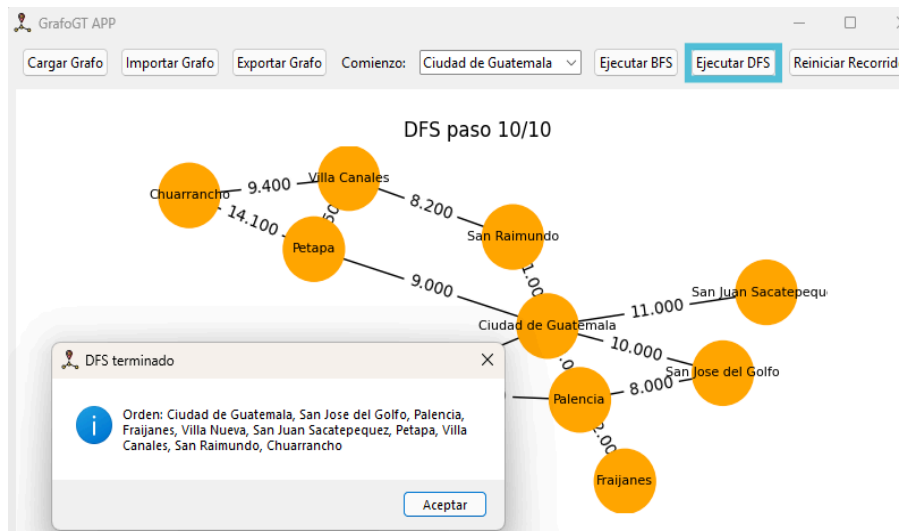 GrafoGT APP
Cargar Grafo Importar Grafo Exportar Grafo Comienzo: Ciudad de Guatemala Ejecutar BFS Ejecutar DFS Reiniciar Recorrid
DFS paso 10/10
Villa Canales
9.400
Chuarrancho
8.200
14.100
San Raimundo
Petapa
9.000
San Juan Sacatepequ
11.000
Ciudad de Guatemala
10.000
San Jose del Golfo
8.000
Palencia
Fraijanes
DFS terminado
Orden: Ciudad de Guatemala, San Jose del Golfo, Palencia,
Fraijanes, Villa Nueva, San Juan Sacatepequez, Petapa, Villa
Canales, San Raimundo, Chuarrancho
Aceptar